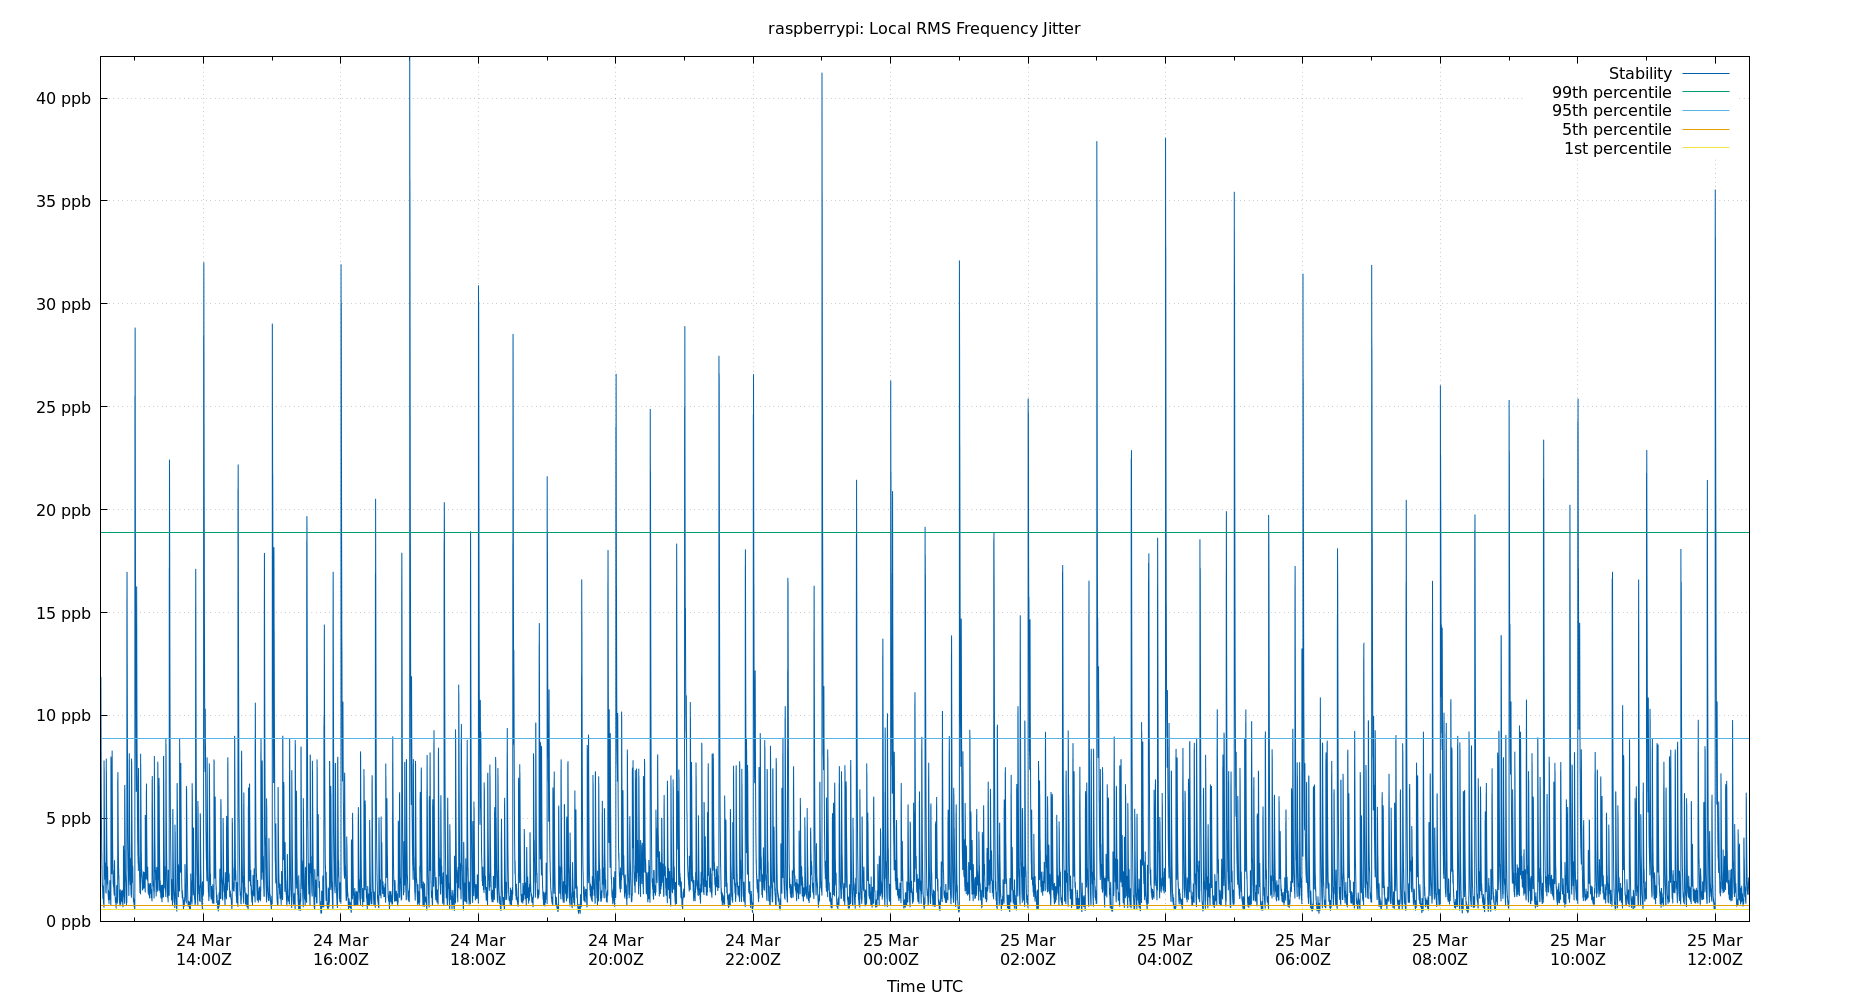 raspberrypi: Local RMS Frequency Jitter
Stability
99th percentile
95th percentile
5th percentile
1st percentile
40 ppb
35 ppb
30 ppb
25 ppb
20 ppb
15 ppb
10 ppb
5 ppb
0 ppb
24 Mar 24 Mar 24 Mar 24 Mar 24 Mar 25 Mar 25 Mar 25 Mar 25 Mar 25 Mar 25 Mar 25 Mar
14:00Z 16:00Z 18:00Z 20:00Z 22:00Z 00:00Z 02:00Z 04:00Z 06:00Z 08:00Z 10:00Z 12:00Z
Time UTC